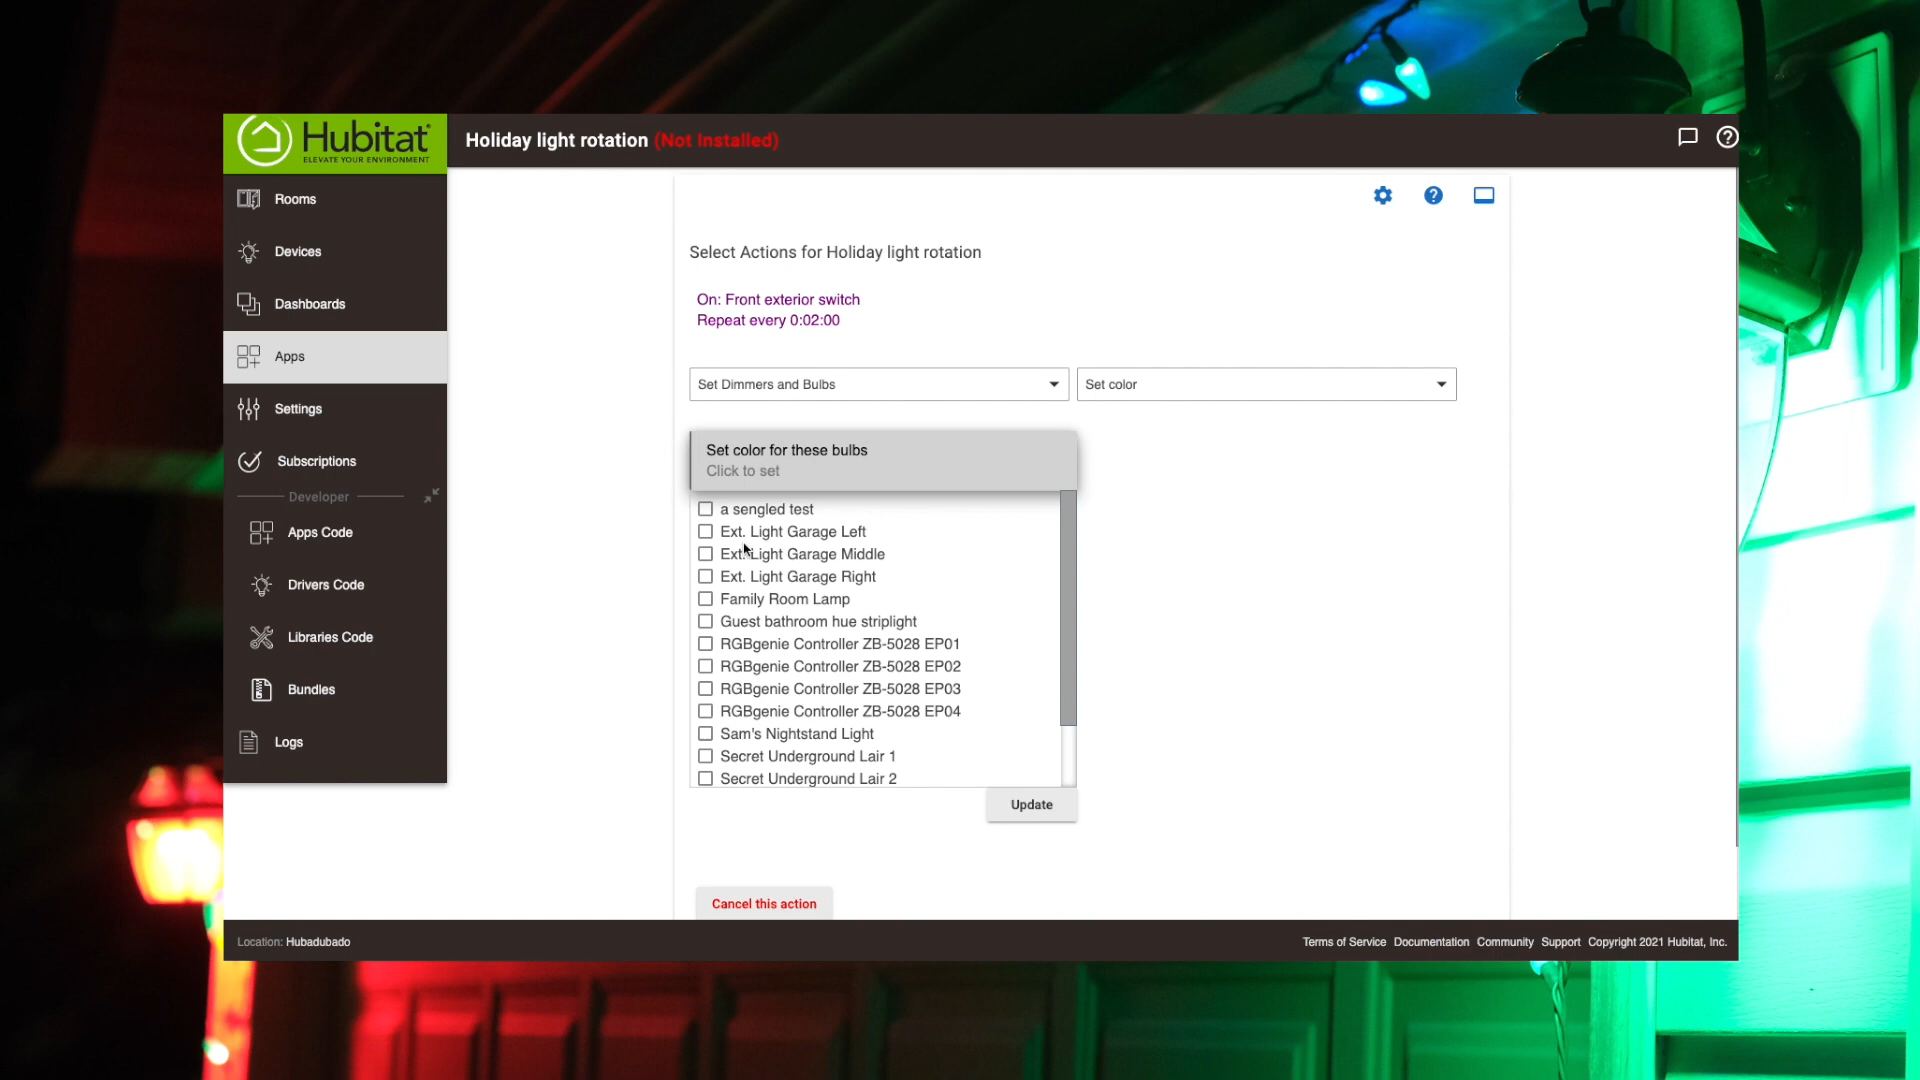 Hubitat
ELEVATE YOUR ENVIRONMENT
Holiday light rotation (Not Installed)
Rooms
Devices
Dashboards
Apps
Settings
Subscriptions
Developer
Apps Code
Drivers Code
Libraries Code
Bundles
Logs
Select Actions for Holiday light rotation
On: Front exterior switch
Repeat every 0:02:00
Set Dimmers and Bulbs
Set color
Set color for these bulbs
Click to set
a sengled test
Ext. Light Garage Left
Ext. Light Garage Middle
Ext. Light Garage Right
Family Room Lamp
Guest bathroom hue striplight
RGBgenie Controller ZB-5028 EP01
RGBgenie Controller ZB-5028 EP02
RGBgenie Controller ZB-5028 EP03
RGBgenie Controller ZB-5028 EP04
Sam's Nightstand Light
Secret Underground Lair 1
Secret Underground Lair 2
Update
Cancel this action
Location: Hubadubado
Terms of Service Documentation Community Support Copyright 2021 Hubitat, Inc.